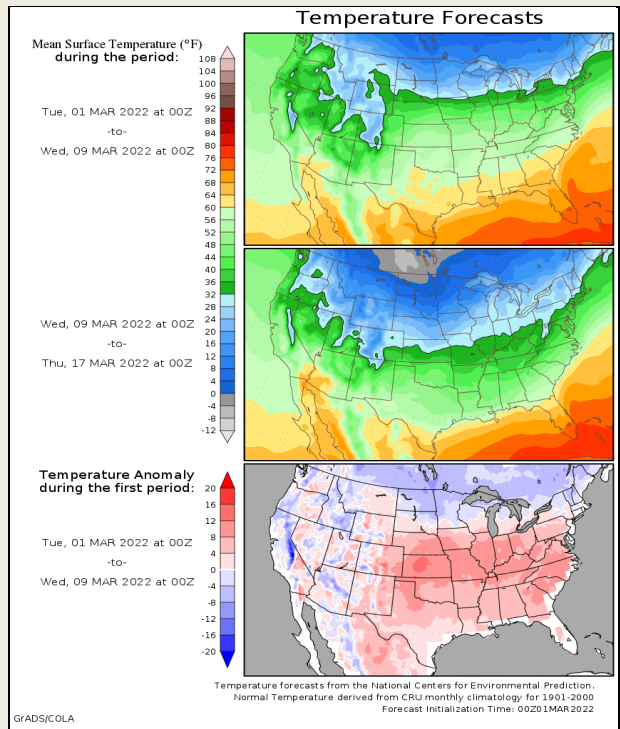 Temperature Forecasts
Mean Surface Temperature (°F)
during the period:
108
104
100
96
92
88
84
80
76
72
68
64
60
56
52
48
44
40
36
32
28
24
20
16
12
8
4
0
-4
-8
-12
Tue, 01 MAR 2022 at 00Z
-to-
Wed, 09 MAR 2022 at 00Z
Wed, 09 MAR 2022 at 00Z
-to-
Thu, 17 MAR 2022 at 00Z
Temperature Anomaly
during the first period:
20
16
12
8
4
0
-4
-8
-12
-16
-20
Tue, 01 MAR 2022 at 00Z
-to-
Wed, 09 MAR 2022 at 00Z
Temperature forecasts from the National Centers for Environmental Prediction.
Normal Temperature derived from CRU monthly climatology for 1901-2000
Forecast Initialization Time: 00Z01MAR2022
GrADS/COLA